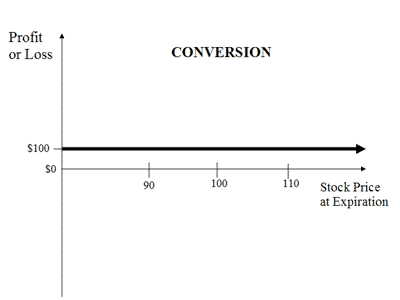 Profit
or Loss
CONVERSION
$100
$0
90
100
110
Stock Price
at Expiration